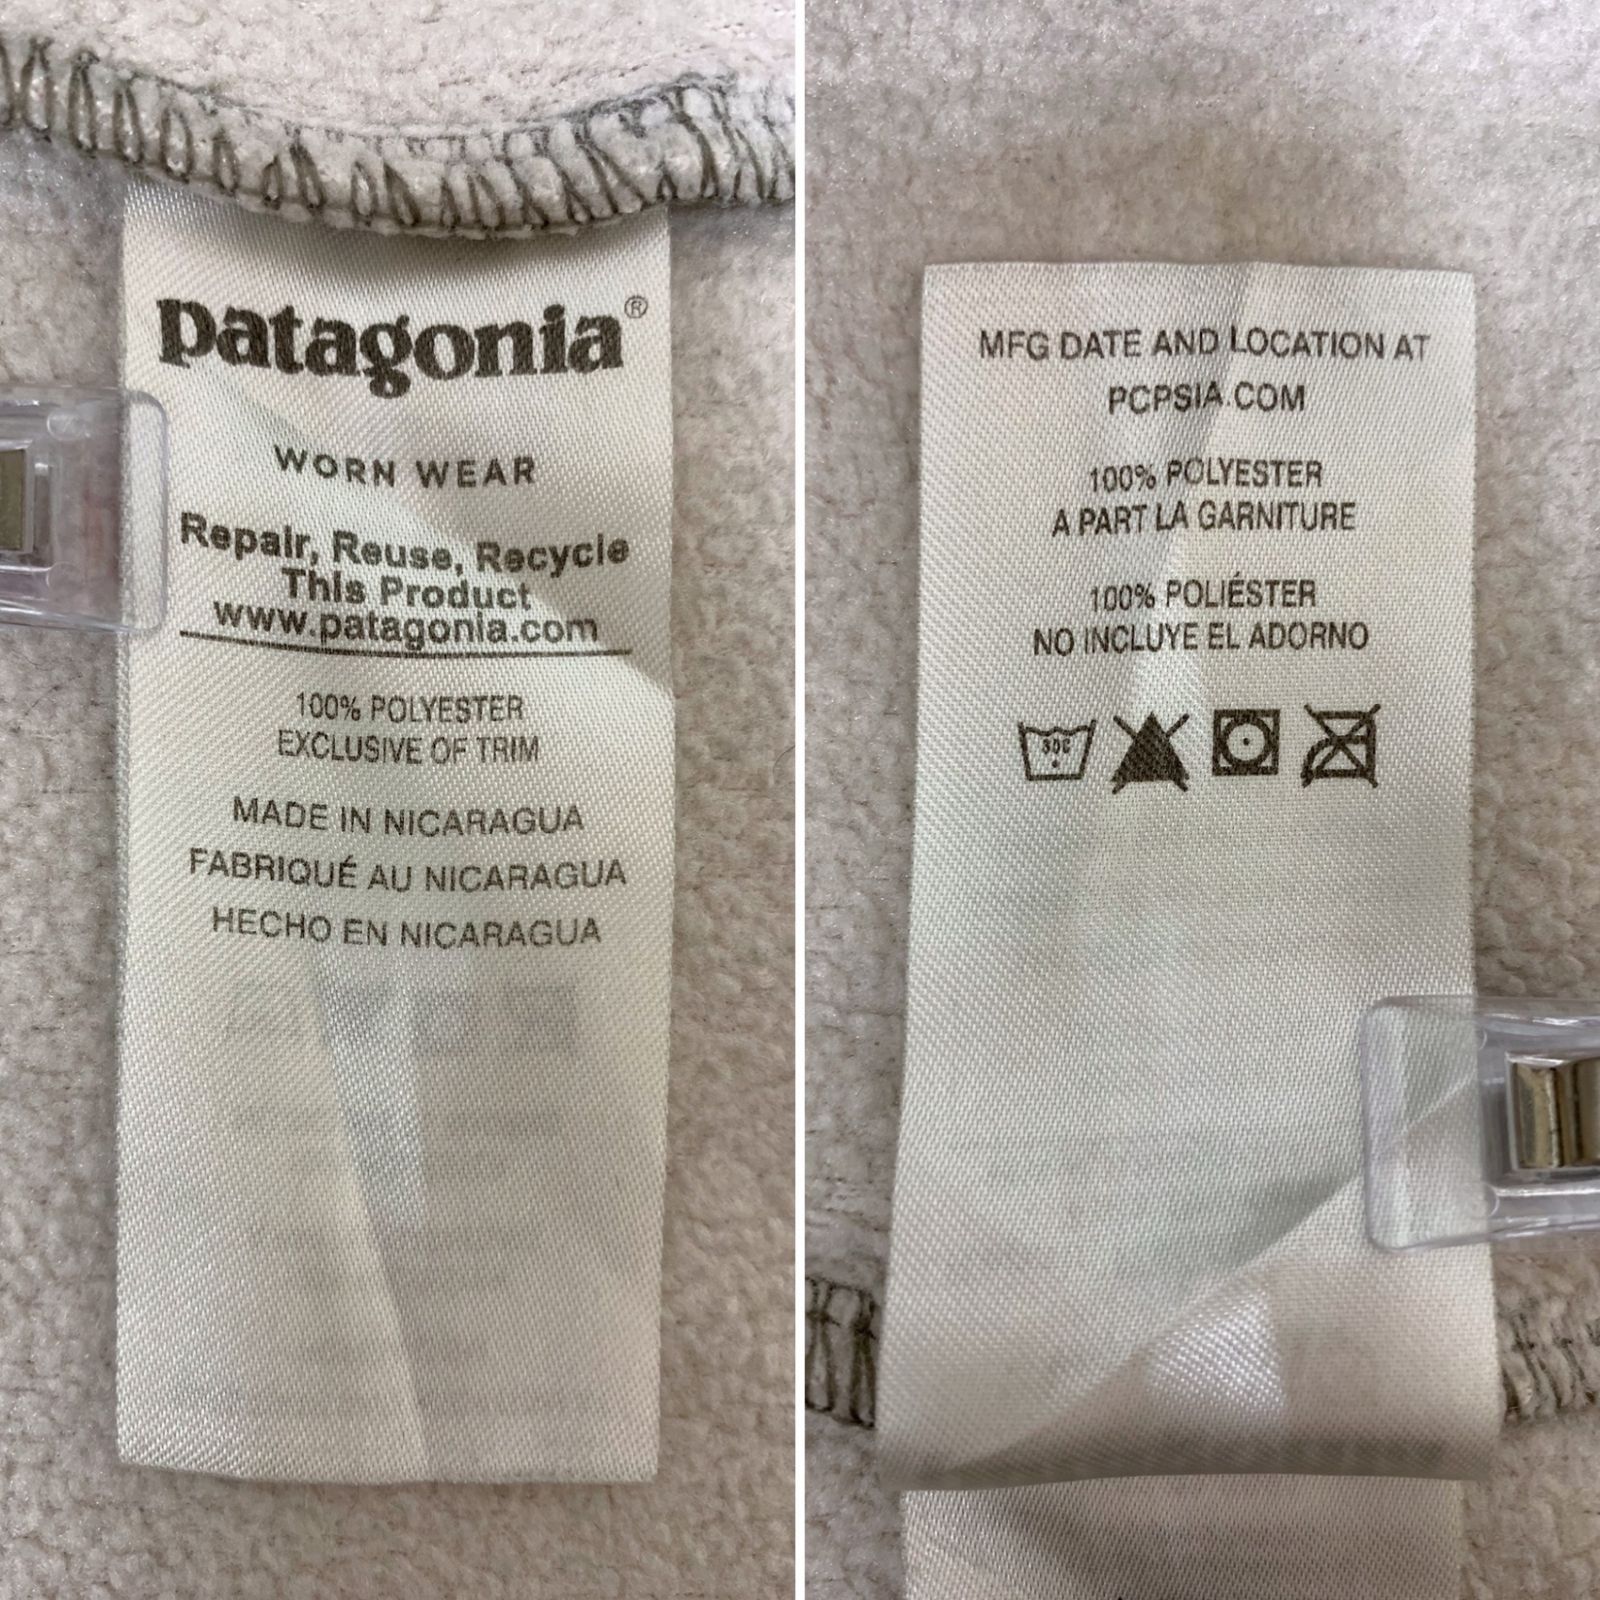 patagonia®
WORN WEAR
Repair, Reuse, Recycle
This Product
www.patagonia.com
100% POLYESTER
EXCLUSIVE OF TRIM
MADE IN NICARAGUA
FABRIQUÉ AU NICARAGUA
HECHO EN NICARAGUA
MFG DATE AND LOCATION AT
PCPSIA.COM
100% POLYESTER
A PART LA GARNITURE
100% POLIÉSTER
NO INCLUYE EL ADORNO
30C